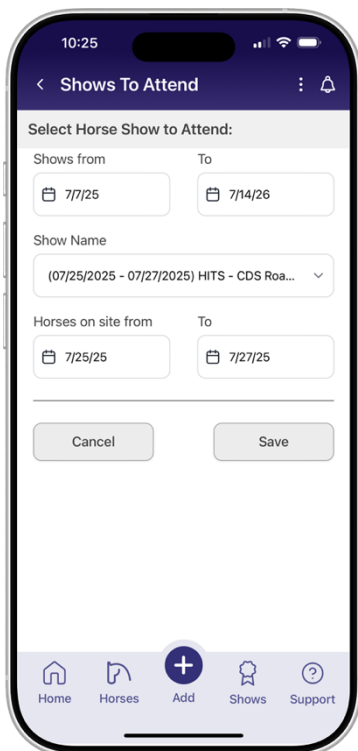 10:25
Shows To Attend
Select Horse Show to Attend:
Shows from To
7/7/25 7/14/26
Show Name
(07/25/2025 - 07/27/2025) HITS - CDS Roa...
Horses on site from To
7/25/25 7/27/25
Cancel Save
Home Horses Add Shows Support